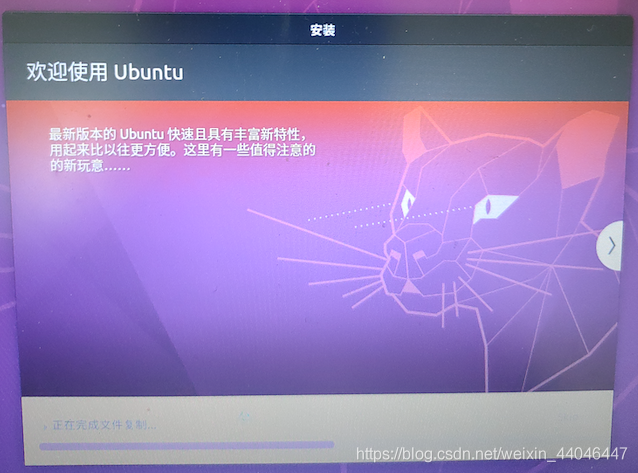 安装
欢迎使用 Ubuntu
最新版本的 Ubuntu 快速且具有丰富新特性，
用起来比以往更方便。这里有一些值得注意的
的新玩意……
，正在完成文件复制...
https://blog.csdn.net/weixin_44046447